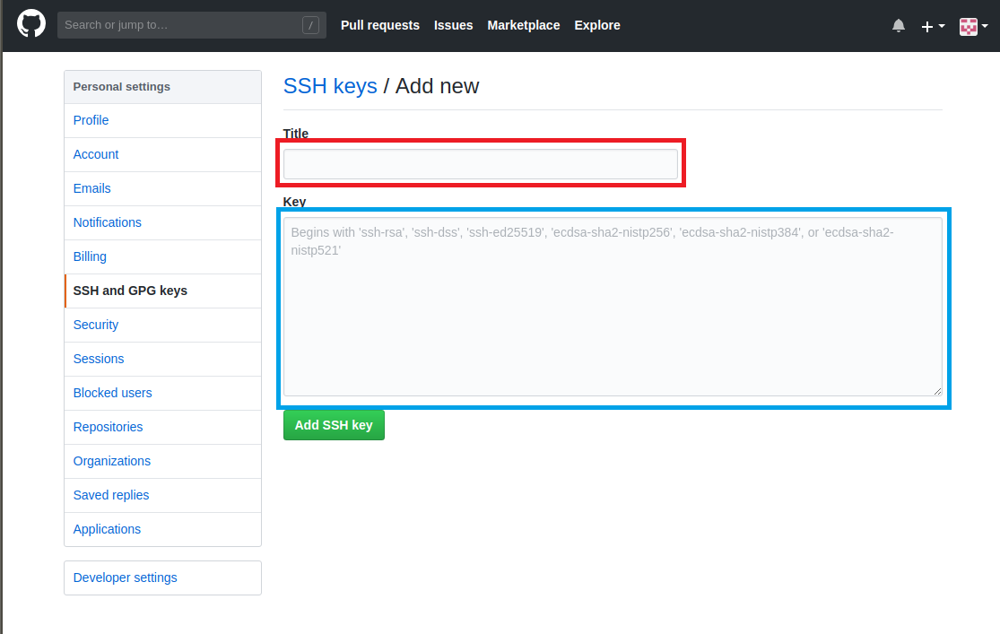 Search or jump to… /
Pull requests Issues Marketplace Explore
Personal settings
Profile
Account
Emails
Notifications
Billing
SSH and GPG keys
Security
Sessions
Blocked users
Repositories
Organizations
Saved replies
Applications
Developer settings
SSH keys / Add new
Title
Key
Begins with 'ssh-rsa', 'ssh-dss', 'ssh-ed25519', 'ecdsa-sha2-nistp256', 'ecdsa-sha2-nistp384', or 'ecdsa-sha2-
nistp521'
Add SSH key